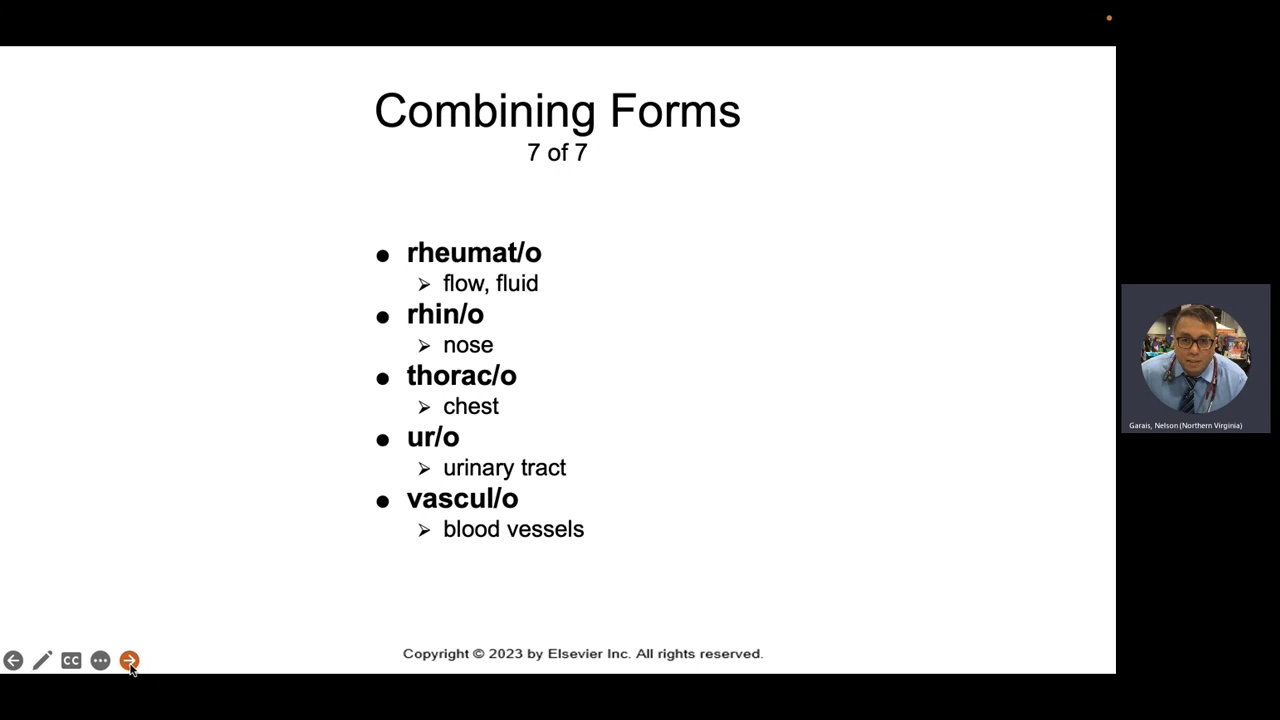 Combining Forms
7 of 7
● rheumat/o
➢ flow, fluid
● rhin/o
➢ nose
● thorac/o
➢ chest
● ur/o
➢ urinary tract
● vascul/o
➢ blood vessels
Garais, Nelson (Northern Virginia)
CC
Copyright © 2023 by Elsevier Inc. All rights reserved.